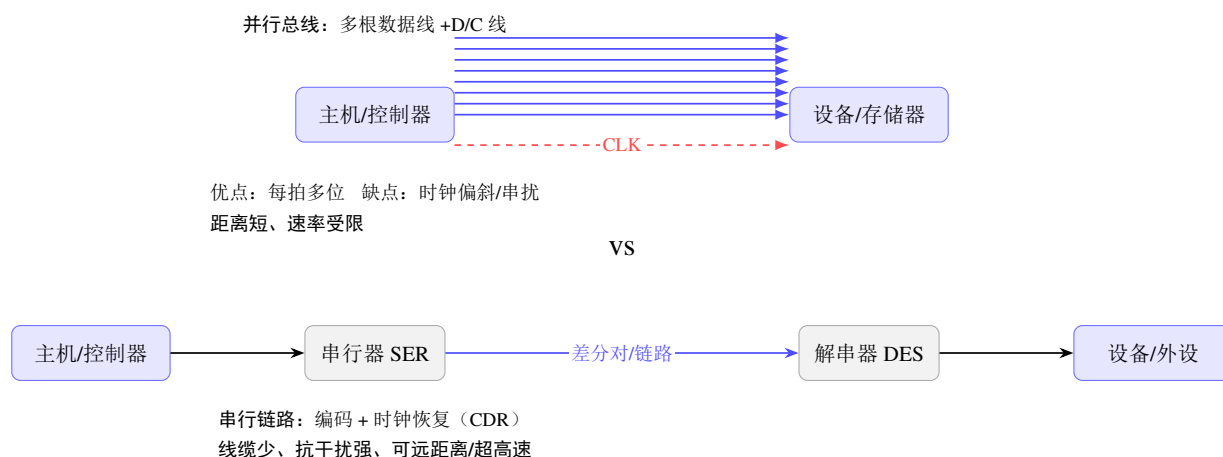 并行总线：多根数据线 +D/C 线
主机/控制器
设备/存储器
CLK
优点：每拍多位 缺点：时钟偏斜/串扰
距离短、速率受限
VS
主机/控制器
串行器 SER
差分对/链路
解串器 DES
设备/外设
串行链路：编码 + 时钟恢复（CDR）
线缆少、抗干扰强、可远距离/超高速